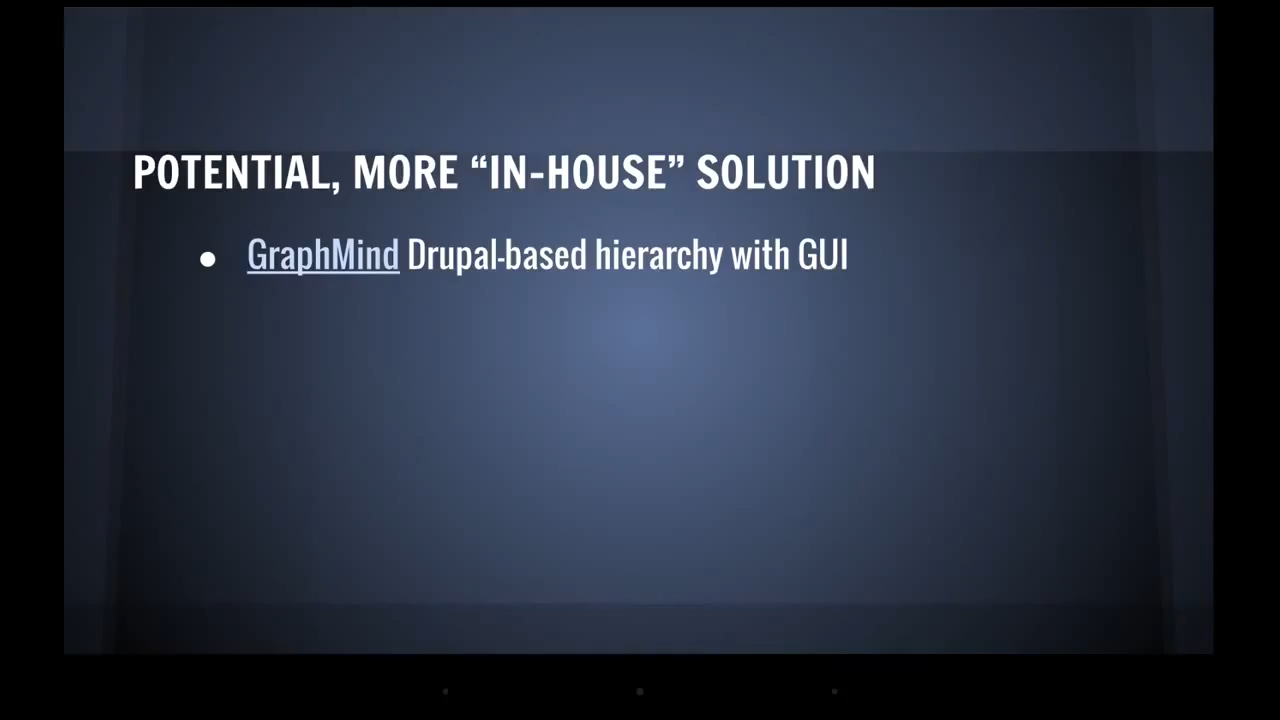 POTENTIAL, MORE “IN-HOUSE” SOLUTION
● GraphMind Drupal-based hierarchy with GUI